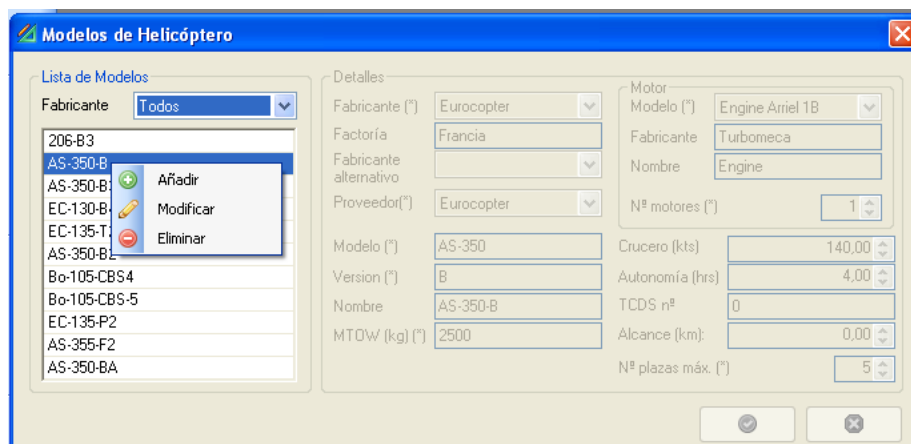 Modelos de Helicóptero
Lista de Modelos
Fabricante Todos
206-B3
AS-350-B
AS-350-B3
EC-130-B4
EC-135-T2
AS-350-B2
Bo-105-CBS4
Bo-105-CBS-5
EC-135-P2
AS-355-F2
AS-350-BA
Añadir
Modificar
Eliminar
Detalles
Fabricante (*) Eurocopter
Factoría Francia
Fabricante
alternativo
Proveedor(*) Eurocopter
Modelo (*) AS-350
Version (*) B
Nombre AS-350-B
MTOW (kg) (*) 2500
Motor
Modelo (*) Engine Arriel 1B
Fabricante Turbomeca
Nombre Engine
Nº motores (*) 1
Crucero (kts) 140,00
Autonomía (hrs) 4,00
TCDS nº 0
Alcance (km): 0,00
Nº plazas máx. (*) 5